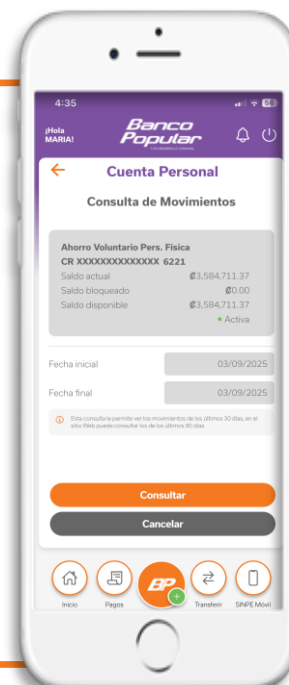 4:35
¡Hola
MARIA!
Banco
Popular
Cuenta Personal
Consulta de Movimientos
Ahorro Voluntario Pers. Física
CR XXXXXXXXXXXXXX 6221
Saldo actual ₡3,584,711.37
Saldo bloqueado ₡0.00
Saldo disponible ₡3,584,711.37
Activa
Fecha inicial 03/09/2025
Fecha final 03/09/2025
Esta consulta le permite ver los movimientos de los últimos 30 días, en el
sitio Web puede consultar los de los últimos 90 días.
Consultar
Cancelar
BP
Inicio Pagos Transferir SINPE Móvil